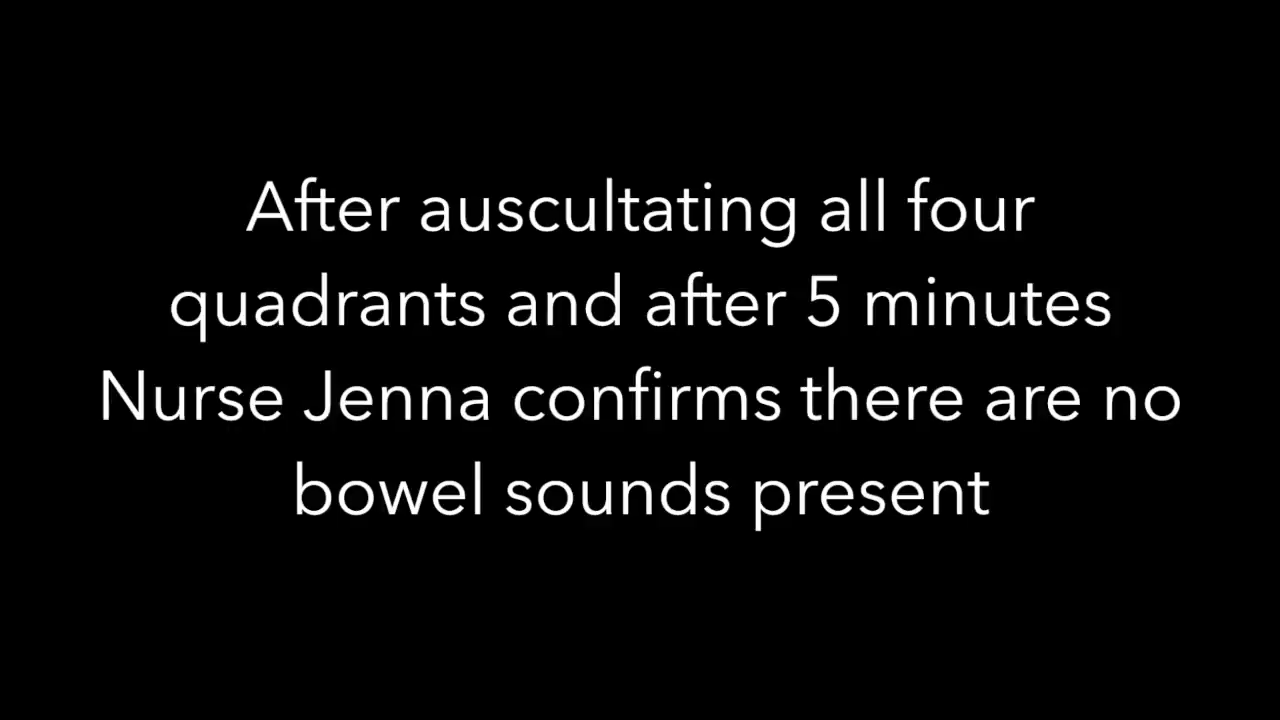 After auscultating all four
quadrants and after 5 minutes
Nurse Jenna confirms there are no
bowel sounds present